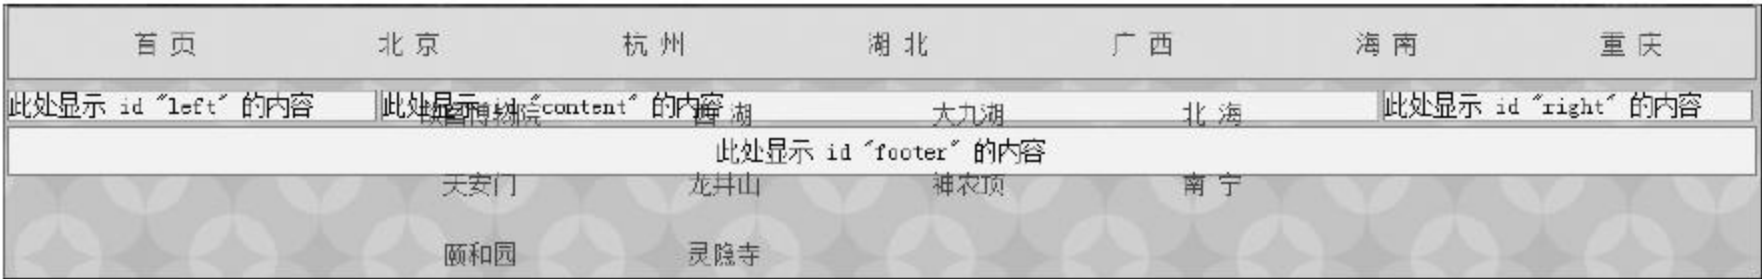 首页 北京 杭州 湖北 广西 海南 重庆
此处显示 id "left" 的内容 此处显示 id "content" 的内容 此处显示 id "right" 的内容
博物院 西湖 大九湖 北海
此处显示 id "footer" 的内容
天安门 龙井山 神农顶 南宁
颐和园 灵隐寺